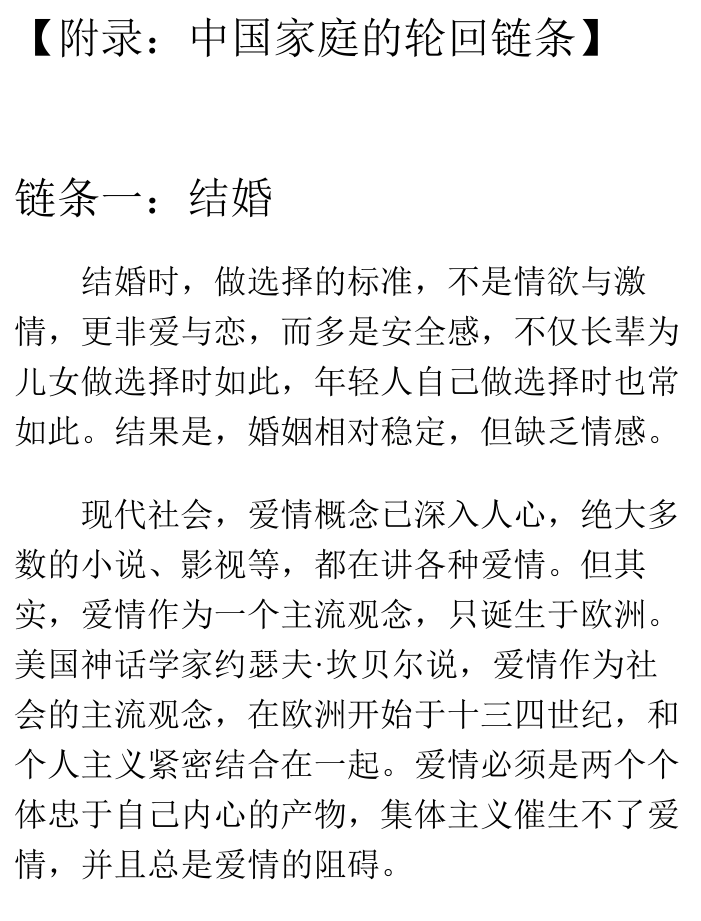 【附录：中国家庭的轮回链条】
链条一：结婚
结婚时，做选择的标准，不是情欲与激
情，更非爱与恋，而多是安全感，不仅长辈为
儿女做选择时如此，年轻人自己做选择时也常
如此。结果是，婚姻相对稳定，但缺乏情感。
现代社会，爱情概念已深入人心，绝大多
数的小说、影视等，都在讲各种爱情。但其
实，爱情作为一个主流观念，只诞生于欧洲。
美国神话学家约瑟夫·坎贝尔说，爱情作为社
会的主流观念，在欧洲开始于十三四世纪，和
个人主义紧密结合在一起。爱情必须是两个个
体忠于自己内心的产物，集体主义催生不了爱
情，并且总是爱情的阻碍。